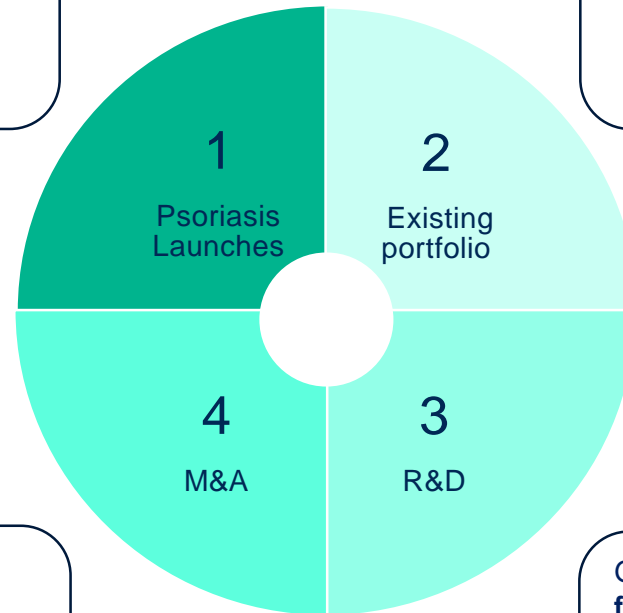 1
Psoriasis
Launches
2
Existing
portfolio
4
M&A
3
R&D